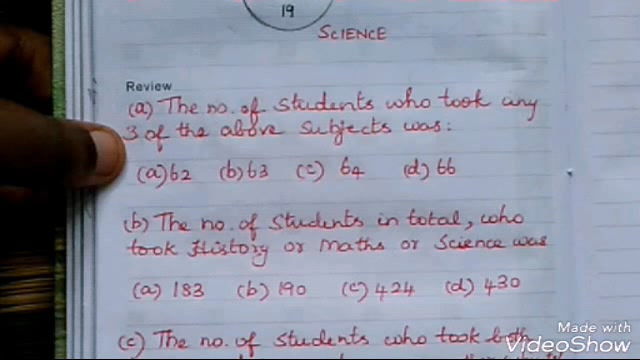 19
SCIENCE
Review
(a) The no. of Students who took any
3 of the above Subjects was:
(a) 62 (b) 63 (c) 64 (d) 66
(b) The no. of Students in total, who
took History or Maths or Science was
(a) 183 (b) 190 (c) 424 (d) 430
(c) The no. of Students who took both
Made with
VideoShow